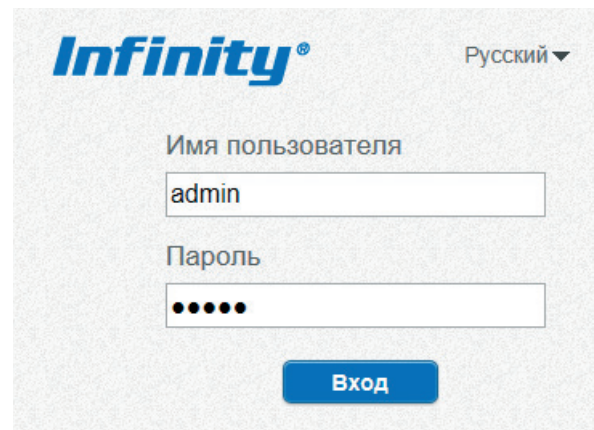 Infinity®
Русский
Имя пользователя
admin
Пароль
•••••
Вход